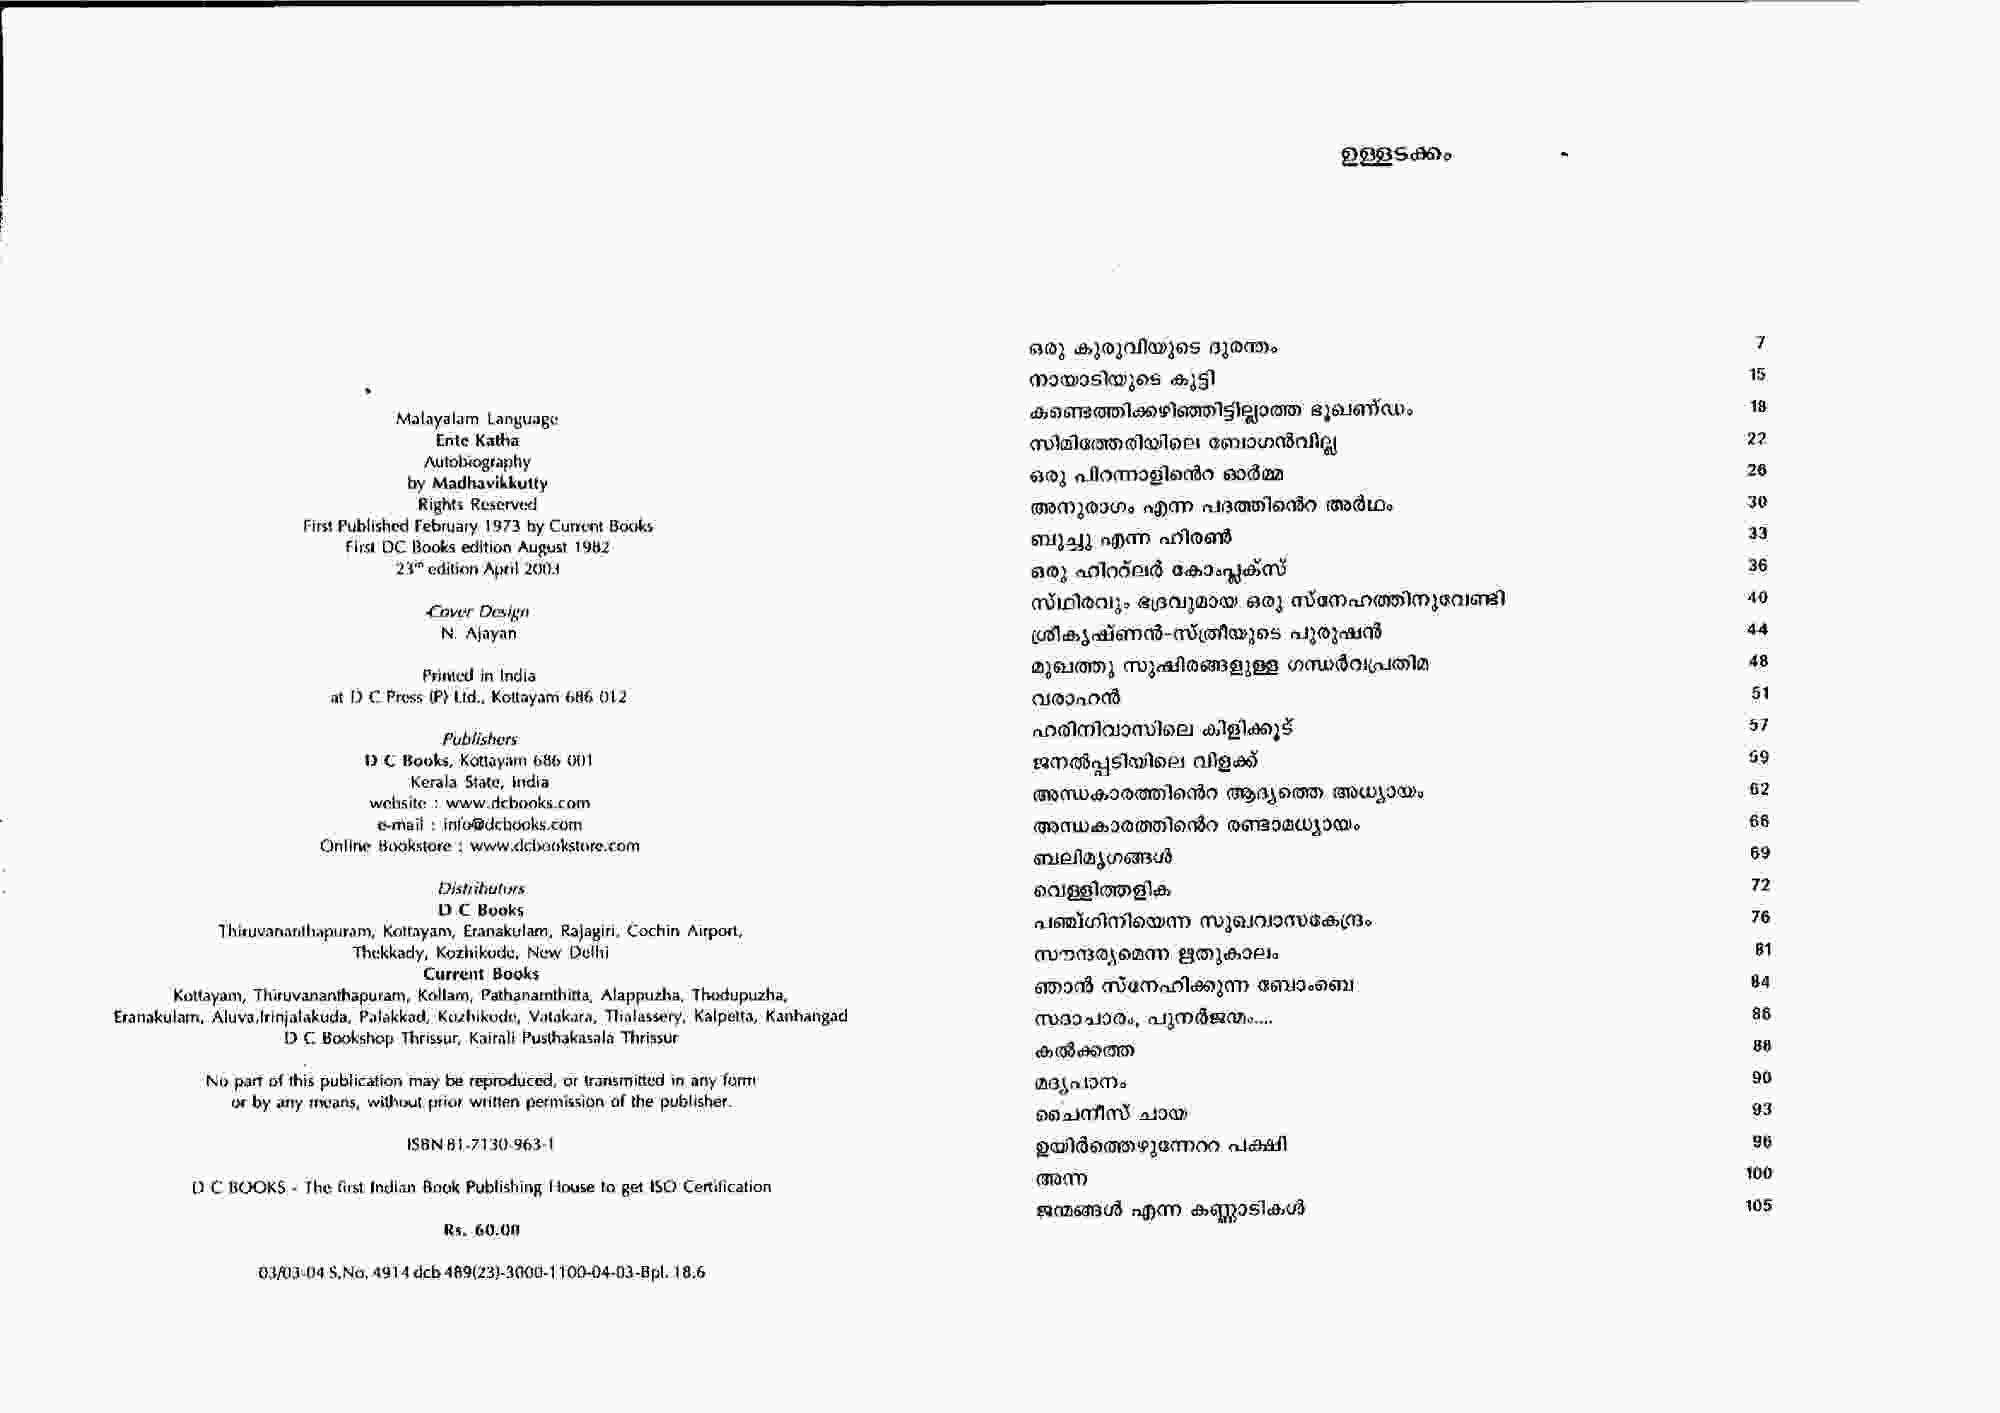 Malayalam Language
Ente Katha
Autobiography
by Madhavikkutty
Rights Reserved
First Published February 1973 by Current Books
First DC Books edition August 1982
23rd edition April 2003
Cover Design
N. Ajayan
Printed in India
at D C Press (P) Ltd., Kottayam 686 012
Publishers
D C Books, Kottayam 686 001
Kerala State, India
website : www.dcbooks.com
e-mail : info@dcbooks.com
Online Bookstore : www.dcbookstore.com
Distributors
D C Books
Thiruvananthapuram, Kottayam, Eranakulam, Rajagiri, Cochin Airport,
Thekkady, Kozhikode, New Delhi
Current Books
Kottayam, Thiruvananthapuram, Kollam, Pathanamthitta, Alappuzha, Thodupuzha,
Eranakulam, Aluva,Irinjalakuda, Palakkad, Kozhikode, Vatakara, Thalassery, Kalpetta, Kanhangad
D C Bookshop Thrissur, Kairali Pusthakasala Thrissur
No part of this publication may be reproduced, or transmitted in any form
or by any means, without prior written permission of the publisher.
ISBN 81-7130-963-1
D C BOOKS - The first Indian Book Publishing House to get ISO Certification
Rs. 60.00
03/03-04 S.No. 4914 dcb 489(23)-3000-1100-04-03-Bpl. 18.6
ഉള്ളടക്കം
ഒരു കുരുവിയുടെ ദുരന്തം 7
നായാടിയുടെ കുട്ടി 15
കണ്ടെത്തിക്കഴിഞ്ഞിട്ടില്ലാത്ത ഭൂഖണ്ഡം 18
സിമിത്തേരിയിലെ ബോഗൻവില്ല 22
ഒരു പിറന്നാളിൻെറ ഓർമ്മ 26
അനുരാഗം എന്ന പദത്തിൻെറ അർഥം 30
ബുച്ചു എന്ന ഹിരൺ 33
ഒരു ഹിററ്ലർ കോംപ്ലക്സ് 36
സ്ഥിരവും ഭദ്രവുമായ ഒരു സ്നേഹത്തിനുവേണ്ടി 40
ശ്രീകൃഷ്ണൻ-സ്ത്രീയുടെ പുരുഷൻ 44
മുഖത്തു സുഷിരങ്ങളുള്ള ഗന്ധർവപ്രതിമ 48
വരാഹൻ 51
ഹരിനിവാസിലെ കിളിക്കൂട് 57
ജനൽപ്പടിയിലെ വിളക്ക് 59
അന്ധകാരത്തിൻെറ ആദ്യത്തെ അധ്യായം 62
അന്ധകാരത്തിൻെറ രണ്ടാമധ്യായം 66
ബലിമൃഗങ്ങൾ 69
വെള്ളിത്തളിക 72
പഞ്ച്ഗിനിയെന്ന സുഖവാസകേന്ദ്രം 76
സൗന്ദര്യമെന്ന ഋതുകാലം 81
ഞാൻ സ്നേഹിക്കുന്ന ബോംബെ 84
സദാചാരം, പുനർജന്മം.... 86
കൽക്കത്ത 88
മദ്യപാനം 90
ചൈനീസ് ചായ 93
ഉയിർത്തെഴുന്നേററ പക്ഷി 96
അന്ന 100
ജന്മങ്ങൾ എന്ന കണ്ണാടികൾ 105